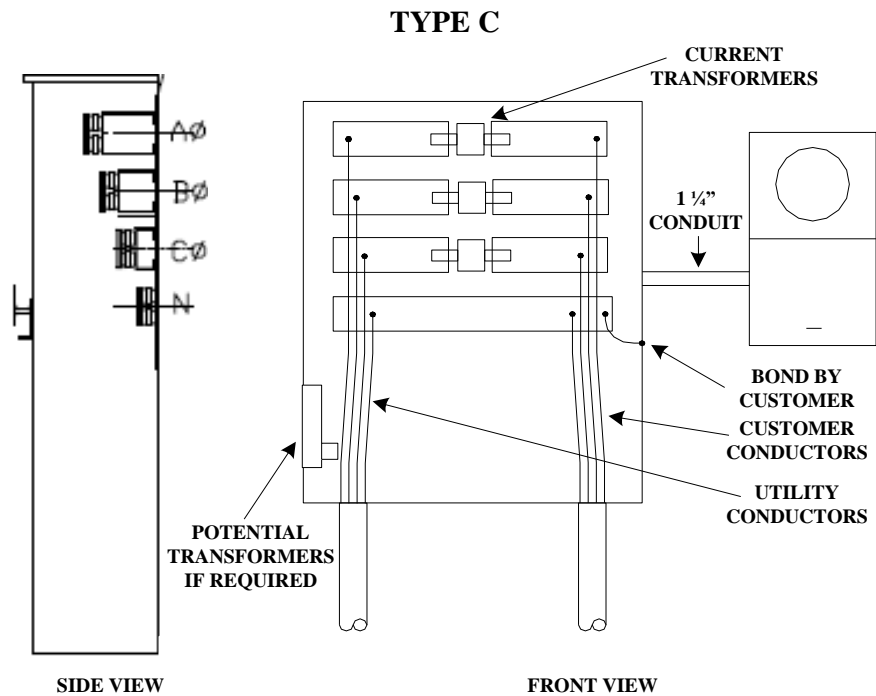 TYPE C
CURRENT
TRANSFORMERS
AØ
BØ
CØ
N
1 ¼”
CONDUIT
BOND BY
CUSTOMER
CUSTOMER
CONDUCTORS
UTILITY
CONDUCTORS
POTENTIAL
TRANSFORMERS
IF REQUIRED
SIDE VIEW
FRONT VIEW